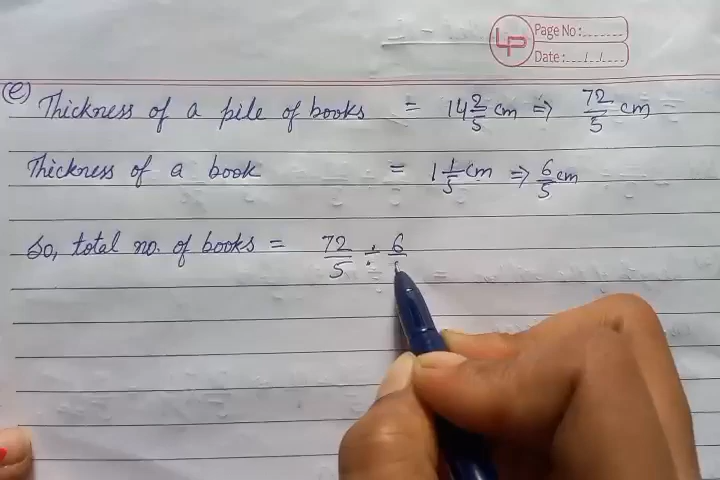 LP
Page No:
Date:
(e) Thickness of a pile of books = 14 2/5 cm ⇒ 72/5 cm
Thickness of a book = 1 1/5 cm ⇒ 6/5 cm
So, total no. of books = 72/5 ÷ 6/